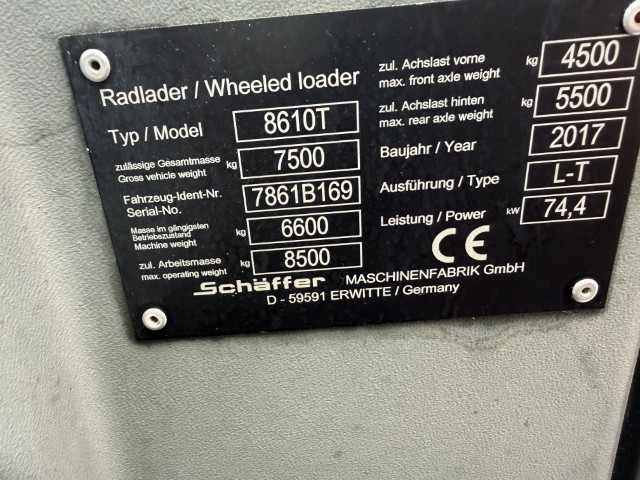 Radlader / Wheeled loader
Typ / Model 8610T
zulässige Gesamtmasse
Gross vehicle weight kg 7500
Fahrzeug-Ident-Nr.
Serial-No. 7861B169
Masse im gängigsten
Betriebszustand
Machine weight kg 6600
zul. Arbeitsmasse
max. operating weight kg 8500
zul. Achslast vorne
max. front axle weight kg 4500
zul. Achslast hinten
max. rear axle weight kg 5500
Baujahr / Year 2017
Ausführung / Type L-T
Leistung / Power kW 74,4
CE
Schäffer MASCHINENFABRIK GmbH
D - 59591 ERWITTE / Germany